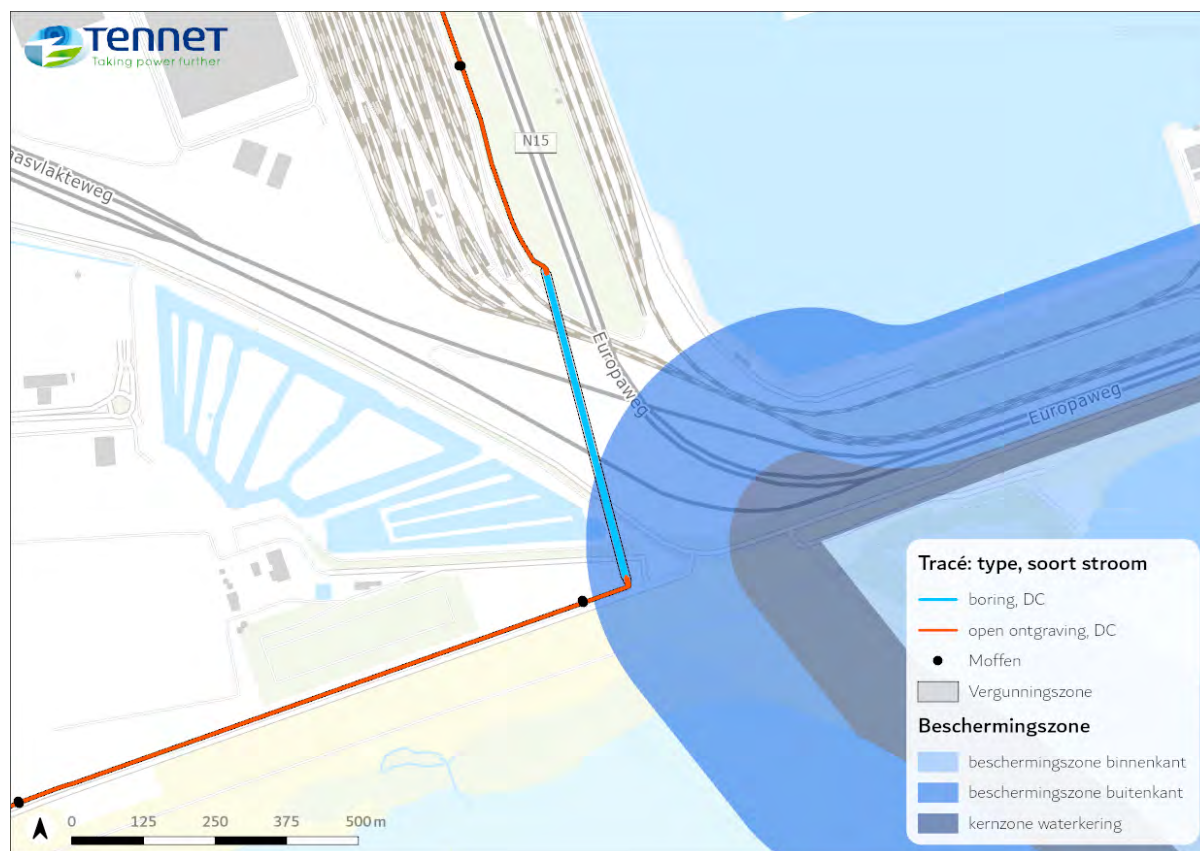 TenneT
Taking power further
N15
nasvlakteweg
Europaweg
Europaweg
Tracé: type, soort stroom
boring, DC
open ontgraving, DC
Moffen
Vergunningszone
Beschermingszone
beschermingszone binnenkant
beschermingszone buitenkant
kernzone waterkering
0 125 250 375 500 m